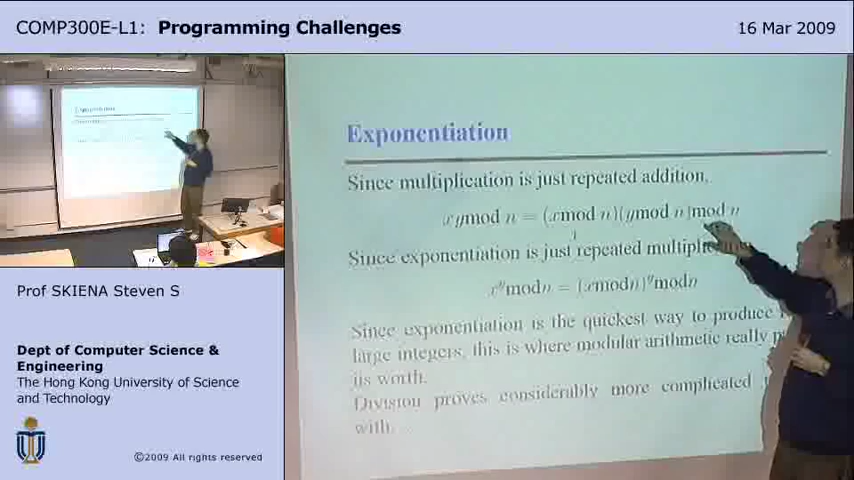 COMP300E-L1: Programming Challenges
16 Mar 2009
Exponentiation
Since multiplication is just repeated addition,
xy mod n = (x mod n)(y mod n) mod n
Since exponentiation is just repeated
x^y mod n = (x mod n)^y mod n
Since exponentiation is the quickest way to produce
large integers, this is where modular arithmetic really
its worth.
Division proves considerably more complicated
with...
Prof SKIENA Steven S
Dept of Computer Science &
Engineering
The Hong Kong University of Science
and Technology
©2009 All rights reserved